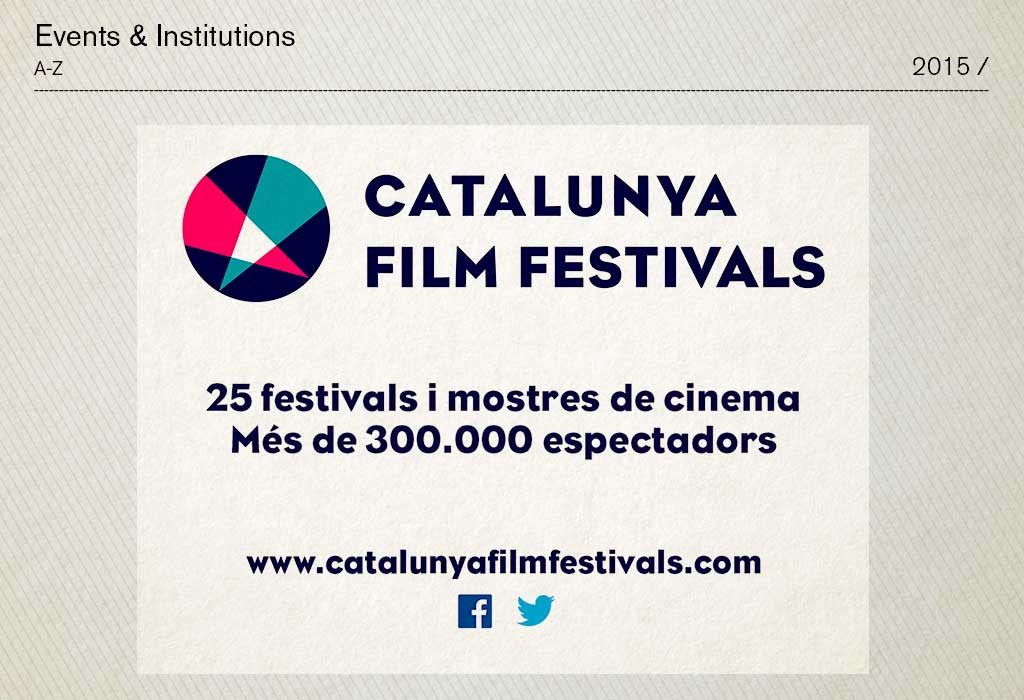 Events & Institutions
A-Z
2015 /
CATALUNYA
FILM FESTIVALS
25 festivals i mostres de cinema
Més de 300.000 espectadors
www.catalunyafilmfestivals.com